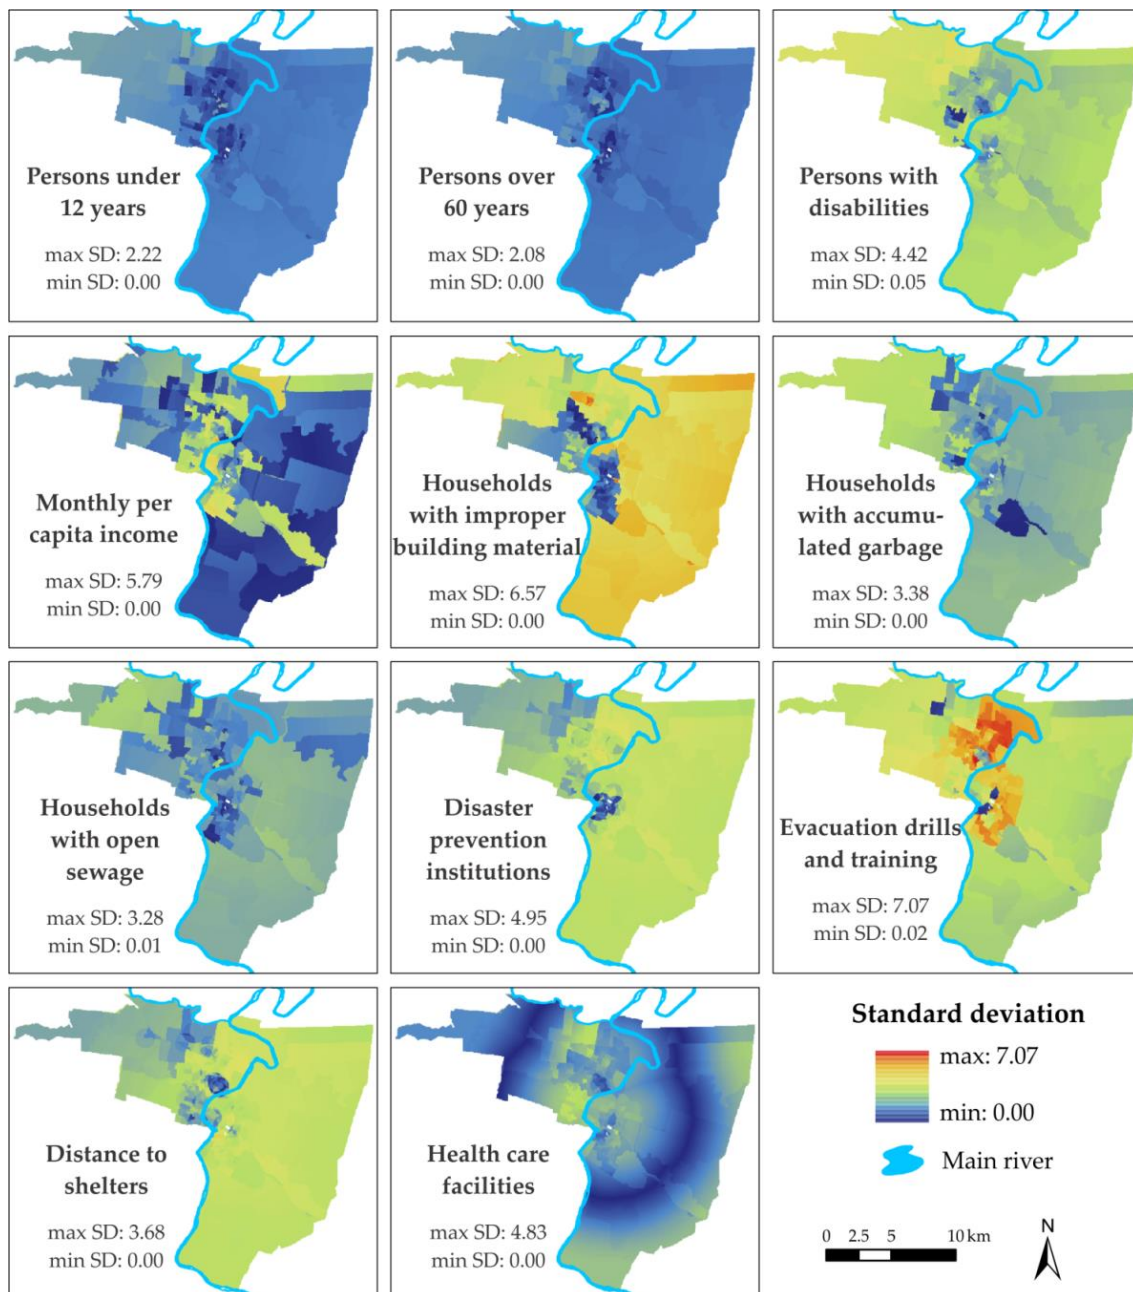 Persons under
12 years
max SD: 2.22
min SD: 0.00
Persons over
60 years
max SD: 2.08
min SD: 0.00
Persons with
disabilities
max SD: 4.42
min SD: 0.05
Monthly per
capita income
max SD: 5.79
min SD: 0.00
Households
with improper
building material
max SD: 6.57
min SD: 0.00
Households
with accumu-
lated garbage
max SD: 3.38
min SD: 0.00
Households
with open
sewage
max SD: 3.28
min SD: 0.01
Disaster
prevention
institutions
max SD: 4.95
min SD: 0.00
Evacuation drills
and training
max SD: 7.07
min SD: 0.02
Distance to
shelters
max SD: 3.68
min SD: 0.00
Health care
facilities
max SD: 4.83
min SD: 0.00
Standard deviation
max: 7.07
min: 0.00
Main river
0 2.5 5 10 km
N